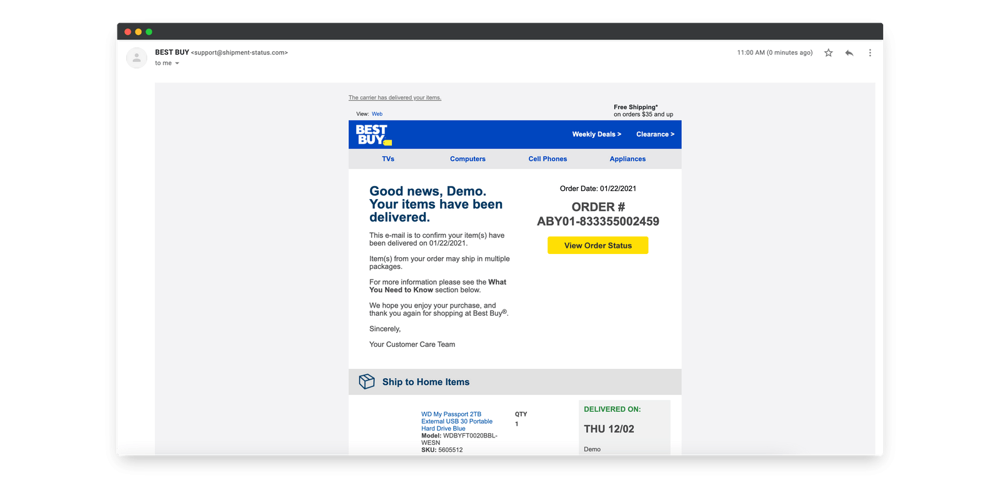 BEST BUY <support@shipment-status.com>
11:00 AM (0 minutes ago)
to me
The carrier has delivered your items.
Free Shipping*
on orders $35 and up
View: Web
BEST
BUY
Weekly Deals >
Clearance >
TVs
Computers
Cell Phones
Appliances
Good news, Demo.
Your items have been
delivered.
This e-mail is to confirm your item(s) have
been delivered on 01/22/2021.
Item(s) from your order may ship in multiple
packages.
For more information please see the What
You Need to Know section below.
We hope you enjoy your purchase, and
thank you again for shopping at Best Buy®.
Sincerely,
Your Customer Care Team
Order Date: 01/22/2021
ORDER #
ABY01-833355002459
View Order Status
Ship to Home Items
WD My Passport 2TB
External USB 30 Portable
Hard Drive Blue
Model: WDBYFT0020BBL-
WESN
SKU: 5605512
QTY
1
DELIVERED ON:
THU 12/02
Demo